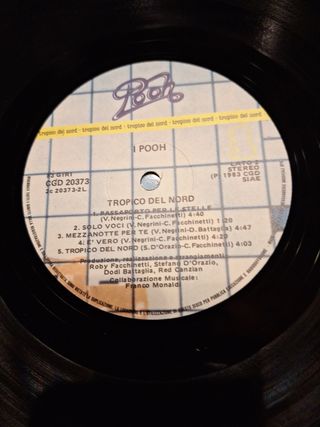 Pooh
tropico del nord - tropico del nord - tropico del nord - tropico del nord
I POOH
33 GIRI
CGD 20373
2c 20373-2L
LATO 2
STEREO
(P) 1983 CGD
SIAE
TROPICO DEL NORD
1. PASSAPORTO PER LE STELLE
(V.Negrini-C.Facchinetti) 4:40
2. SOLO VOCI (V.Negrini-C.Facchinetti) 1:20
3. MEZZANOTTE PER TE (V.Negrini-D.Battaglia) 4:47
4. E' VERO (V.Negrini-C.Facchinetti) 4:20
5. TROPICO DEL NORD (S.D'Orazio-C.Facchinetti) 4:03
Produzione, realizzazione e arrangiamenti:
Roby Facchinetti, Stefano D'Orazio,
Dodi Battaglia, Red Canzian
Collaborazione Musicale:
Franco Monaldi